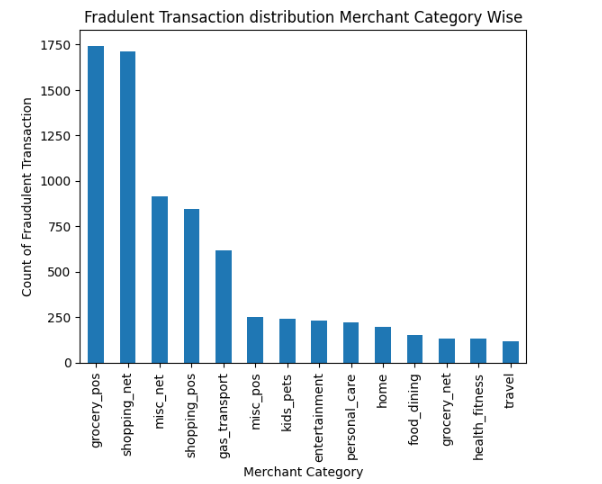 Fradulent Transaction distribution Merchant Category Wise
1750
1500
1250
1000
750
500
250
0
Count of Fraudulent Transaction
grocery_pos
shopping_net
misc_net
shopping_pos
gas_transport
misc_pos
kids_pets
entertainment
personal_care
home
food_dining
grocery_net
health_fitness
travel
Merchant Category